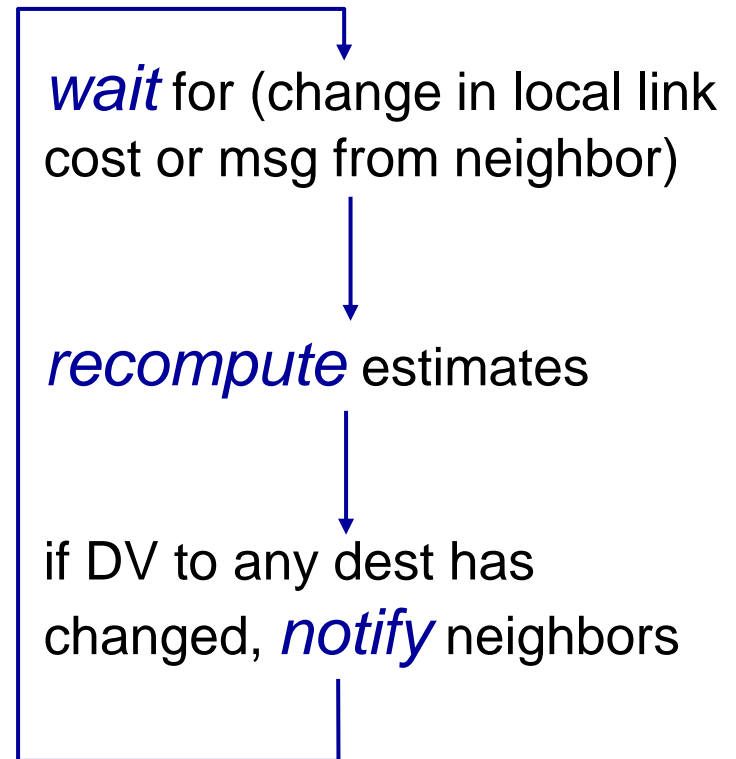 wait for (change in local link
cost or msg from neighbor)
recompute estimates
if DV to any dest has
changed, notify neighbors